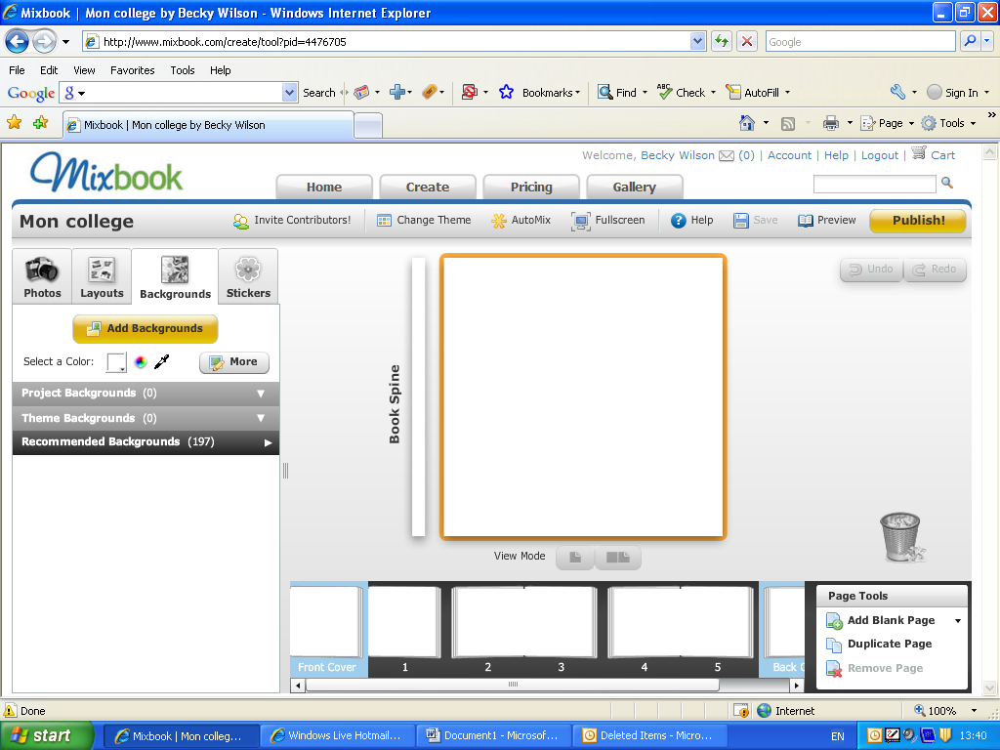 Mixbook | Mon college by Becky Wilson - Windows Internet Explorer
http://www.mixbook.com/create/tool?pid=4476705
Google
File Edit View Favorites Tools Help
Google g Search Bookmarks Find ABC Check AutoFill Sign In
Mixbook | Mon college by Becky Wilson Page Tools
Mixbook
Welcome, Becky Wilson (0) | Account | Help | Logout | Cart
Home Create Pricing Gallery
Mon college Invite Contributors! Change Theme AutoMix Fullscreen Help Save Preview Publish!
Photos Layouts Backgrounds Stickers
Undo Redo
Add Backgrounds
Select a Color: More
Project Backgrounds (0)
Theme Backgrounds (0)
Recommended Backgrounds (197)
Book Spine
View Mode
Front Cover 1 2 3 4 5 Back C
Page Tools
Add Blank Page
Duplicate Page
Remove Page
Done Internet 100%
start Mixbook | Mon colleg... Windows Live Hotmail... Document1 - Microsof... Deleted Items - Micro... EN 13:40